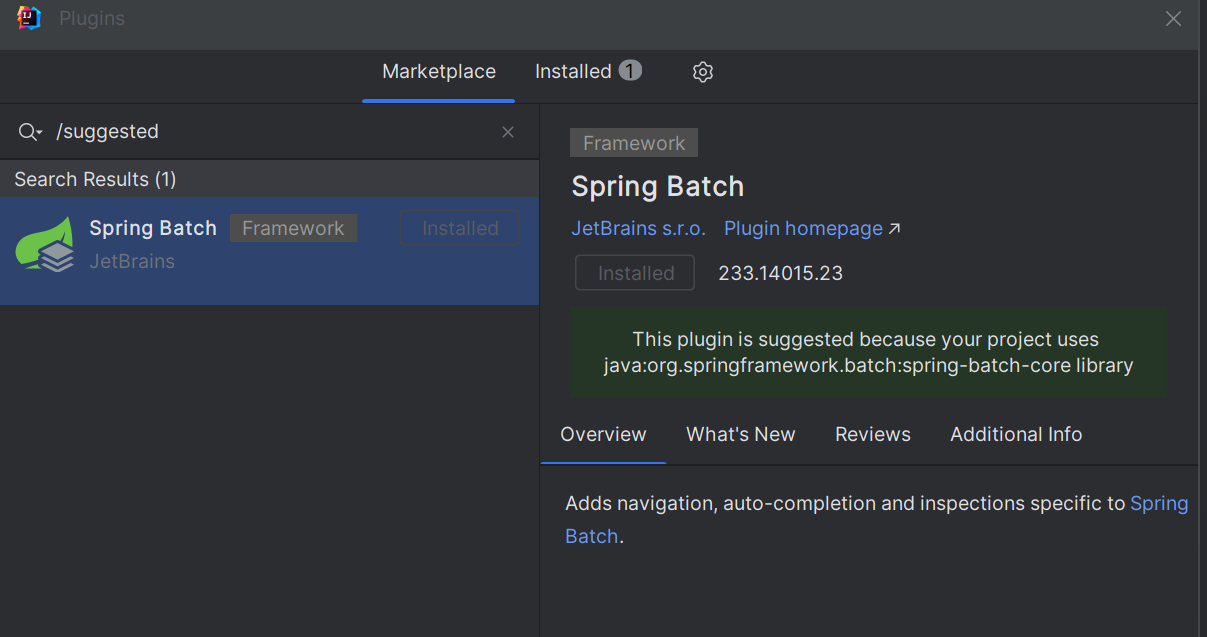 Plugins
Marketplace
Installed 1
/suggested
Search Results (1)
Spring Batch Framework Installed
JetBrains
Framework
Spring Batch
JetBrains s.r.o. Plugin homepage ↗
Installed 233.14015.23
This plugin is suggested because your project uses
java:org.springframework.batch:spring-batch-core library
Overview What's New Reviews Additional Info
Adds navigation, auto-completion and inspections specific to Spring
Batch.